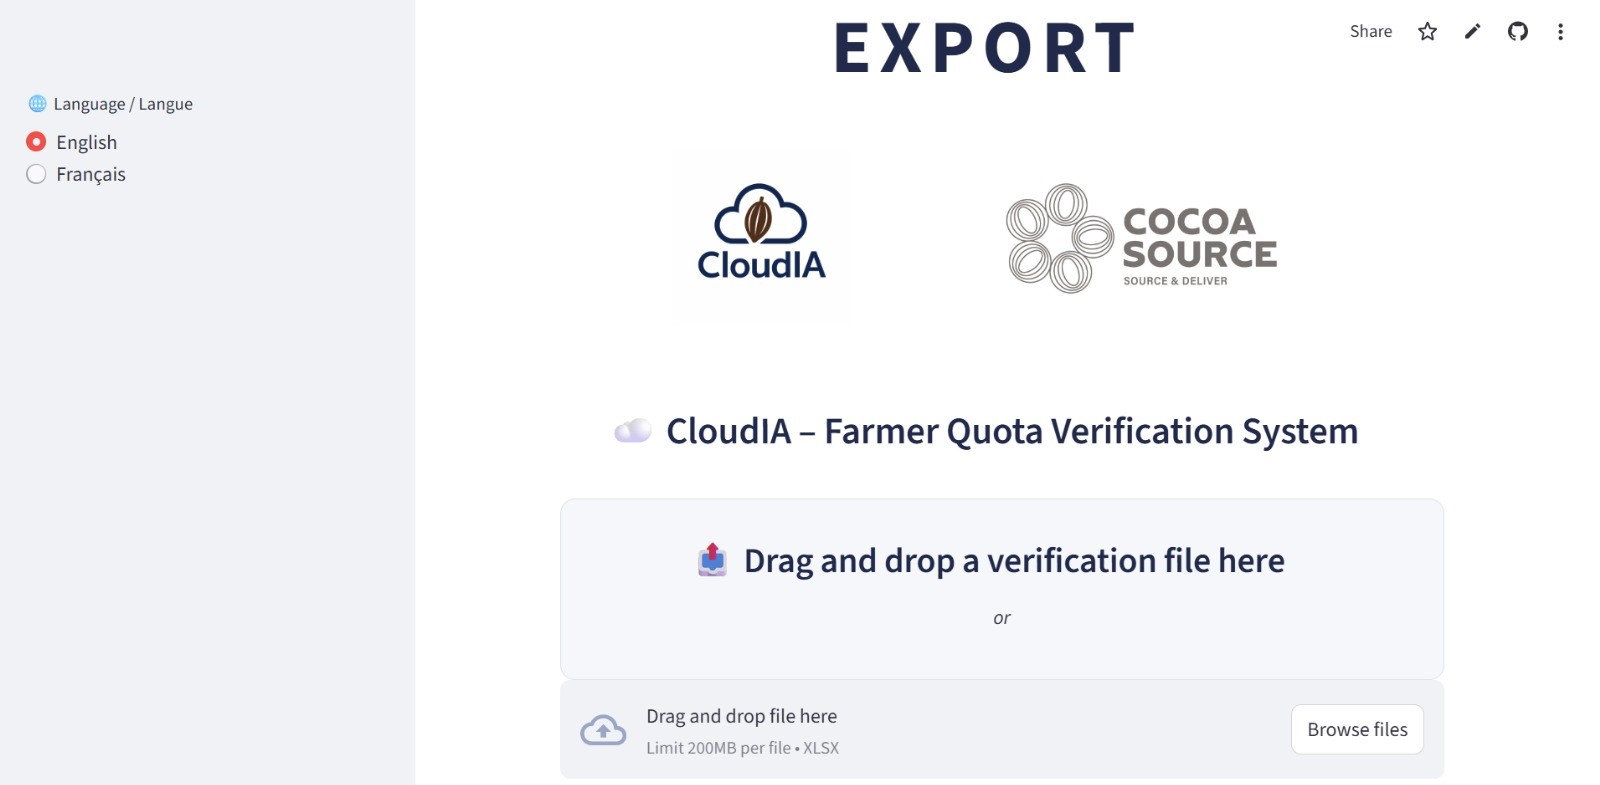 EXPORT
Share
Language / Langue
English
Français
CloudIA
COCOA
SOURCE
SOURCE & DELIVER
CloudIA – Farmer Quota Verification System
Drag and drop a verification file here
or
Drag and drop file here
Limit 200MB per file • XLSX
Browse files